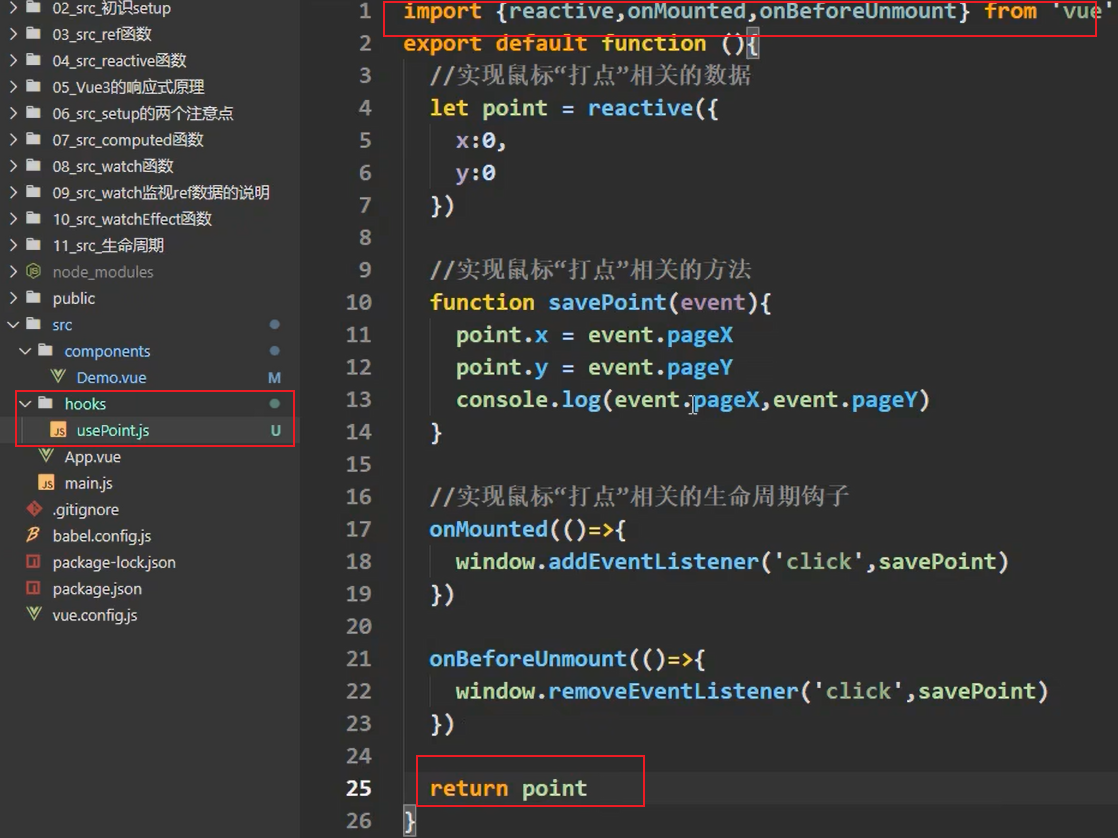 02_src_初识setup
03_src_ref函数
04_src_reactive函数
05_Vue3的响应式原理
06_src_setup的两个注意点
07_src_computed函数
08_src_watch函数
09_src_watch监视ref数据的说明
10_src_watchEffect函数
11_src_生命周期
node_modules
public
src
components
Demo.vue M
hooks
JS usePoint.js U
App.vue
JS main.js
.gitignore
babel.config.js
package-lock.json
package.json
vue.config.js
1 import {reactive,onMounted,onBeforeUnmount} from 'vue'
2 export default function (){
3 //实现鼠标“打点”相关的数据
4 let point = reactive({
5 x:0,
6 y:0
7 })
8
9 //实现鼠标“打点”相关的方法
10 function savePoint(event){
11 point.x = event.pageX
12 point.y = event.pageY
13 console.log(event.pageX,event.pageY)
14 }
15
16 //实现鼠标“打点”相关的生命周期钩子
17 onMounted(()=>{
18 window.addEventListener('click',savePoint)
19 })
20
21 onBeforeUnmount(()=>{
22 window.removeEventListener('click',savePoint)
23 })
24
25 return point
26 }